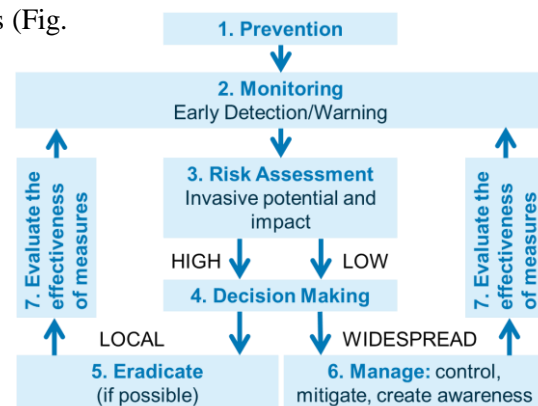 s (Fig.
1. Prevention
2. Monitoring
Early Detection/Warning
3. Risk Assessment
Invasive potential and
impact
HIGH
LOW
4. Decision Making
7. Evaluate the
effectiveness
of measures
7. Evaluate the
effectiveness
of measures
LOCAL
WIDESPREAD
5. Eradicate
(if possible)
6. Manage: control,
mitigate, create awareness